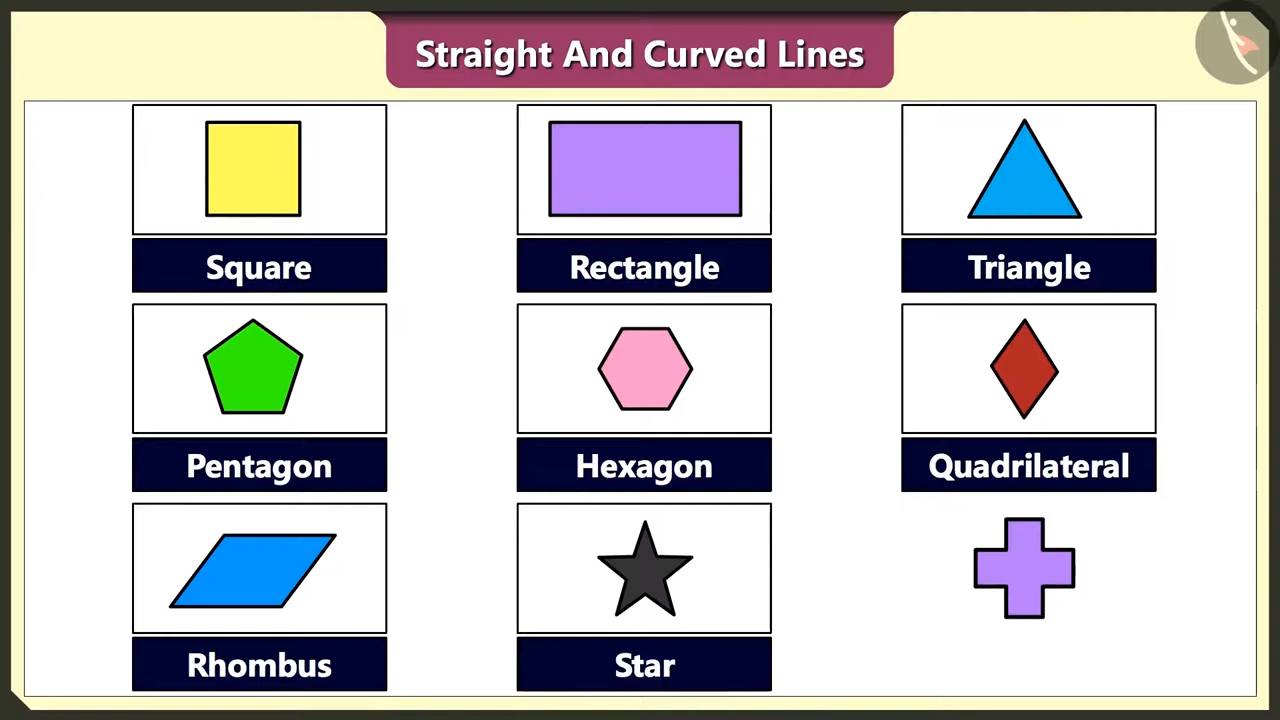 Straight And Curved Lines
Square
Rectangle
Triangle
Pentagon
Hexagon
Quadrilateral
Rhombus
Star